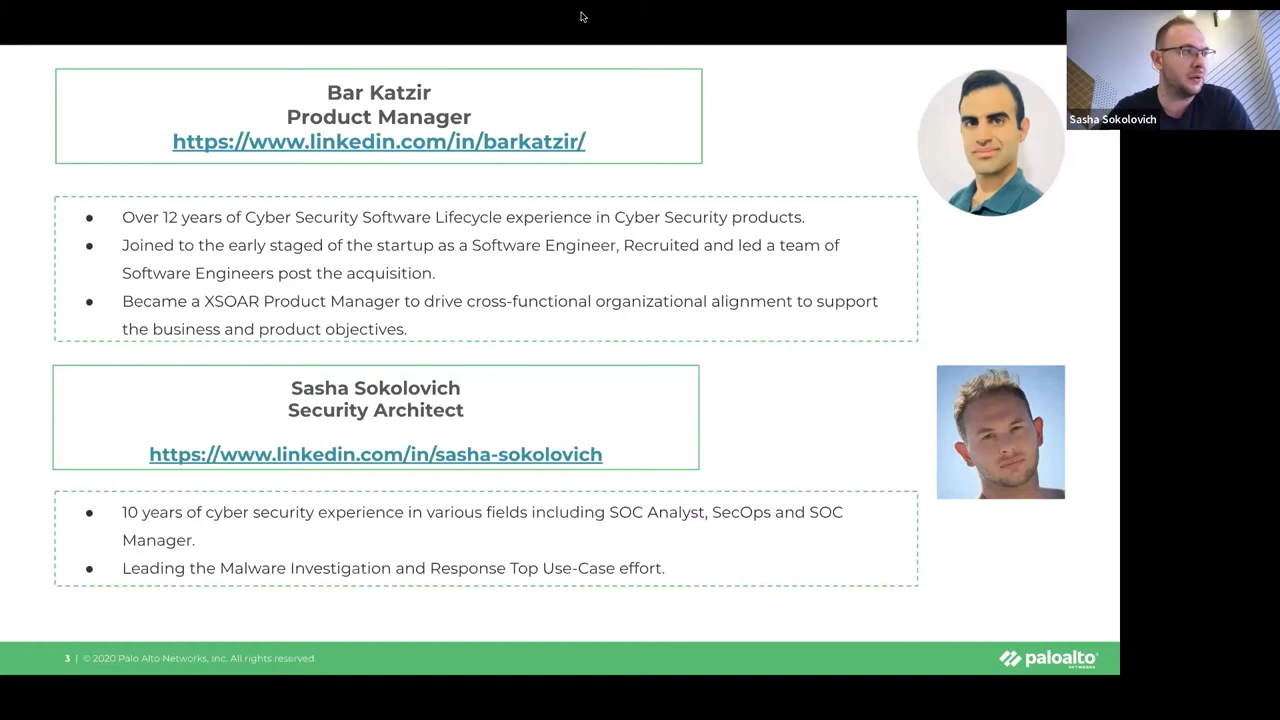 Bar Katzir
Product Manager
https://www.linkedin.com/in/barkatzir/
Sasha Sokolovich
● Over 12 years of Cyber Security Software Lifecycle experience in Cyber Security products.
● Joined to the early staged of the startup as a Software Engineer, Recruited and led a team of
Software Engineers post the acquisition.
● Became a XSOAR Product Manager to drive cross-functional organizational alignment to support
the business and product objectives.
Sasha Sokolovich
Security Architect
https://www.linkedin.com/in/sasha-sokolovich
● 10 years of cyber security experience in various fields including SOC Analyst, SecOps and SOC
Manager.
● Leading the Malware Investigation and Response Top Use-Case effort.
3 | © 2020 Palo Alto Networks, Inc. All rights reserved.
paloalto
NETWORKS